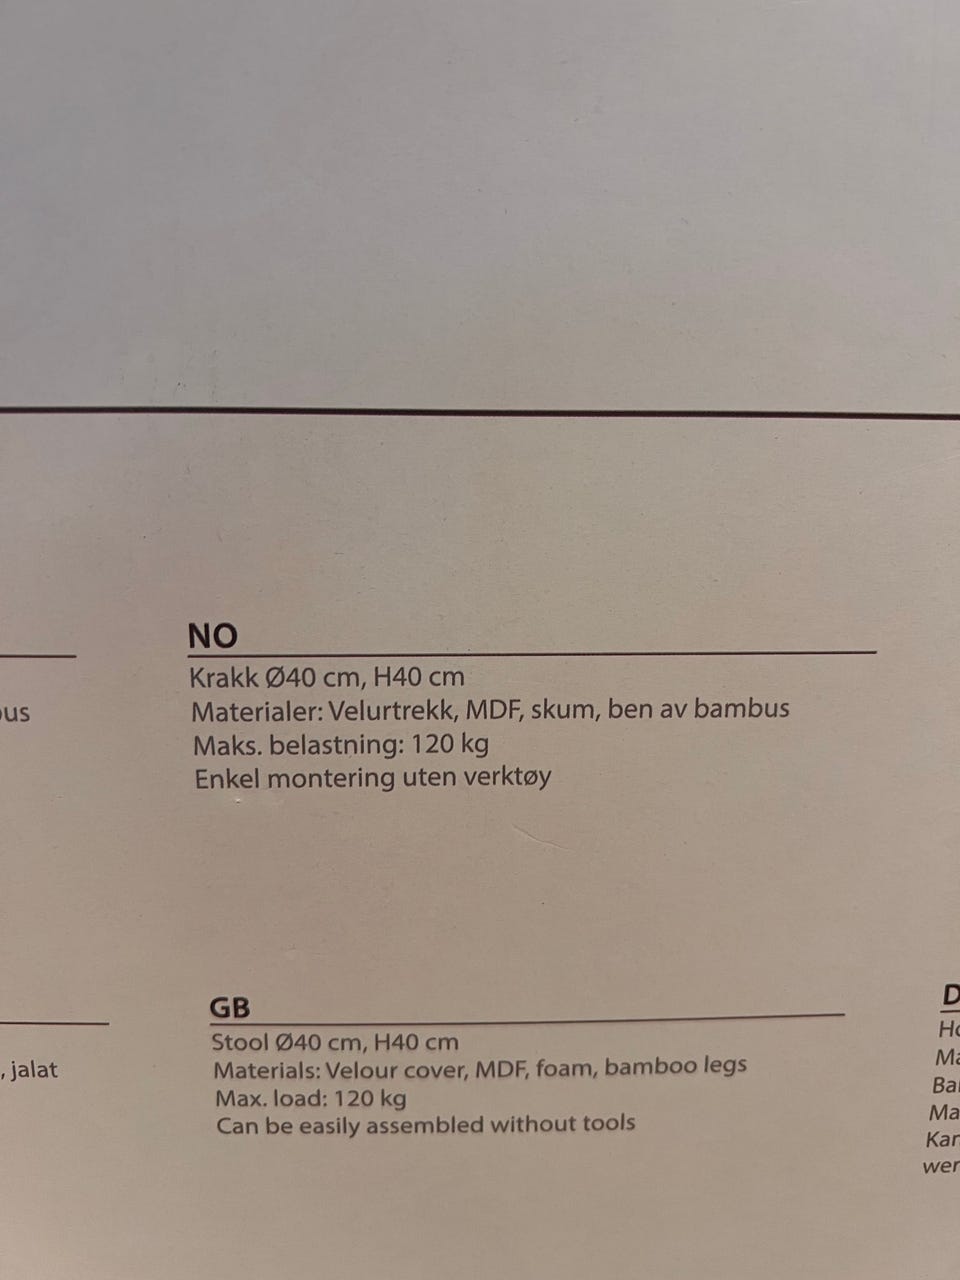 NO
Krakk Ø40 cm, H40 cm
Materialer: Velurtrekk, MDF, skum, ben av bambus
Maks. belastning: 120 kg
Enkel montering uten verktøy
GB
Stool Ø40 cm, H40 cm
Materials: Velour cover, MDF, foam, bamboo legs
Max. load: 120 kg
Can be easily assembled without tools
, jalat